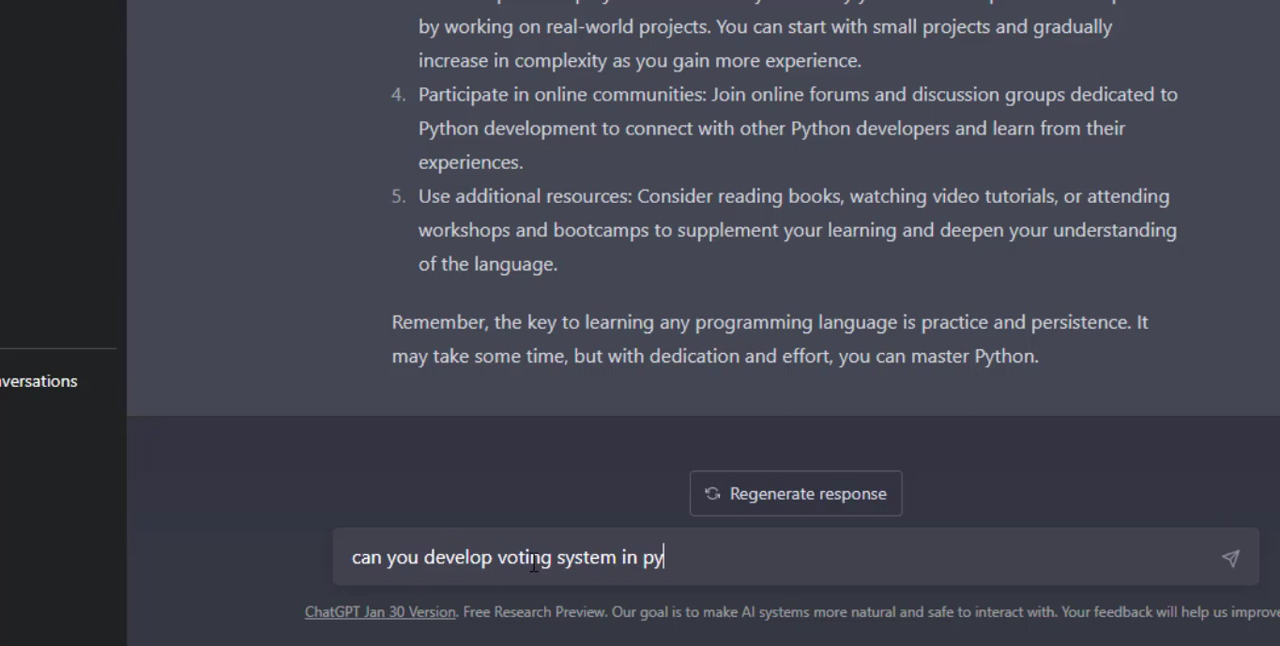 by working on real-world projects. You can start with small projects and gradually
increase in complexity as you gain more experience.
4. Participate in online communities: Join online forums and discussion groups dedicated to
Python development to connect with other Python developers and learn from their
experiences.
5. Use additional resources: Consider reading books, watching video tutorials, or attending
workshops and bootcamps to supplement your learning and deepen your understanding
of the language.
Remember, the key to learning any programming language is practice and persistence. It
may take some time, but with dedication and effort, you can master Python.
versations
Regenerate response
can you develop voting system in py
ChatGPT Jan 30 Version. Free Research Preview. Our goal is to make AI systems more natural and safe to interact with. Your feedback will help us improve